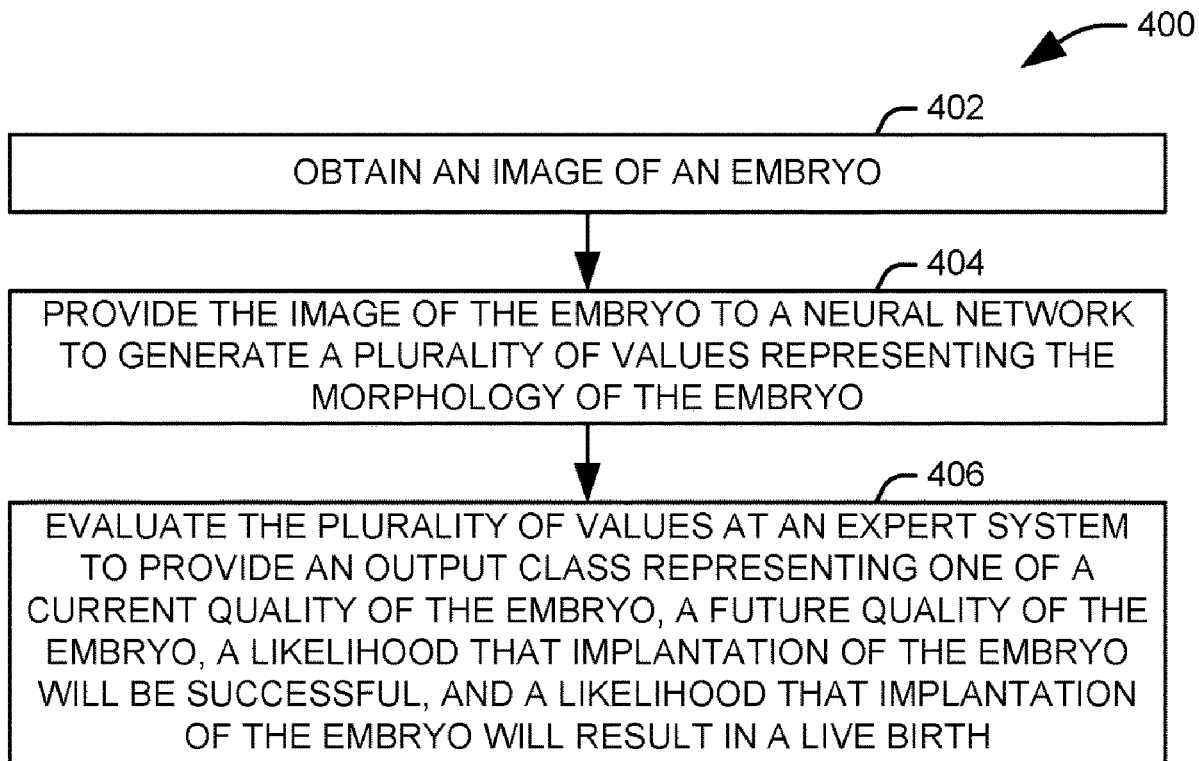 400
402
OBTAIN AN IMAGE OF AN EMBRYO
404
PROVIDE THE IMAGE OF THE EMBRYO TO A NEURAL NETWORK
TO GENERATE A PLURALITY OF VALUES REPRESENTING THE
MORPHOLOGY OF THE EMBRYO
406
EVALUATE THE PLURALITY OF VALUES AT AN EXPERT SYSTEM
TO PROVIDE AN OUTPUT CLASS REPRESENTING ONE OF A
CURRENT QUALITY OF THE EMBRYO, A FUTURE QUALITY OF THE
EMBRYO, A LIKELIHOOD THAT IMPLANTATION OF THE EMBRYO
WILL BE SUCCESSFUL, AND A LIKELIHOOD THAT IMPLANTATION
OF THE EMBRYO WILL RESULT IN A LIVE BIRTH